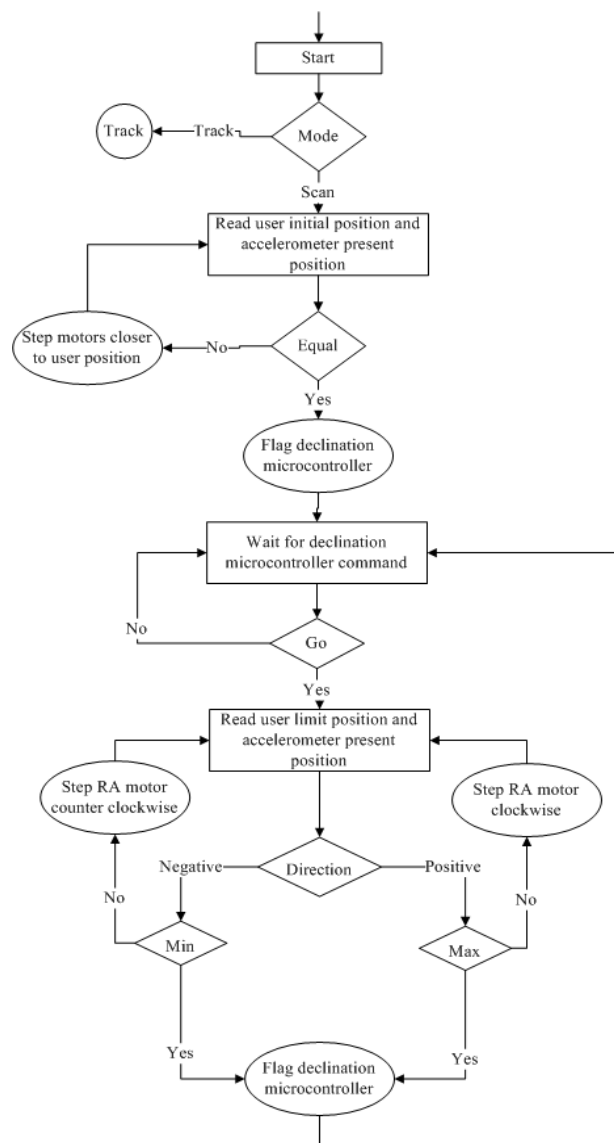 Start
Mode
Track
Track
Scan
Read user initial position and
accelerometer present
position
Step motors closer
to user position
No
Equal
Yes
Flag declination
microcontroller
Wait for declination
microcontroller command
No
Go
Yes
Read user limit position and
accelerometer present
position
Step RA motor
counter clockwise
Step RA motor
clockwise
Negative
Direction
Positive
No
No
Min
Max
Yes
Yes
Flag declination
microcontroller